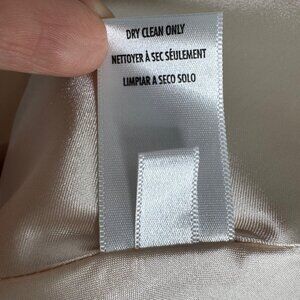 DRY CLEAN ONLY
NETTOYER À SEC SÉULEMENT
LIMPIAR A SECO SOLO